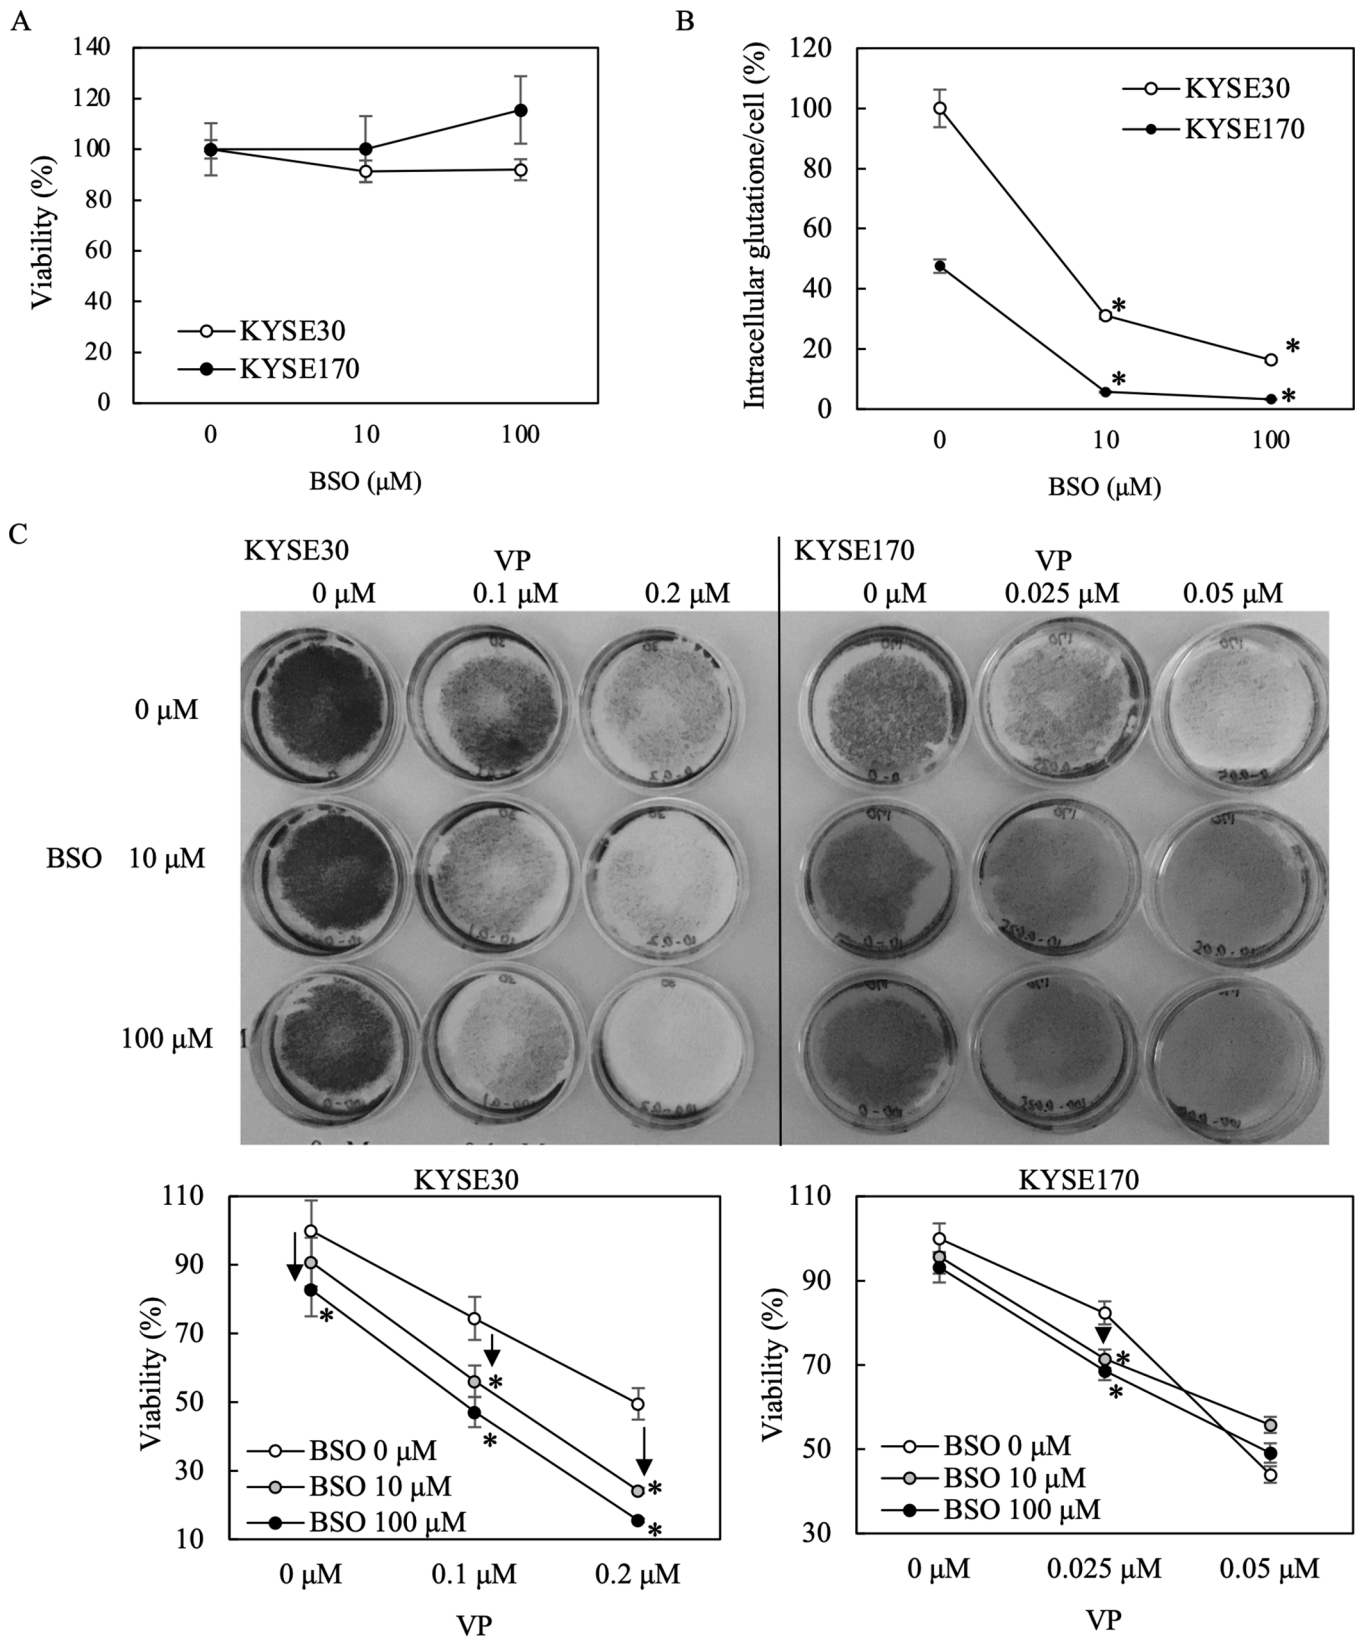 A
140
120
100
80
60
40
20
0
Viability (%)
KYSE30
KYSE170
0 10 100
BSO (μM)
B
120
100
80
60
40
20
0
Intracellular glutatione/cell (%)
KYSE30
KYSE170
* *
* *
0 10 100
BSO (μM)
C
KYSE30 VP
0 μM 0.1 μM 0.2 μM
KYSE170 VP
0 μM 0.025 μM 0.05 μM
0 μM
BSO 10 μM
100 μM
KYSE30
110
90
70
50
30
10
Viability (%)
*
*
*
*
*
BSO 0 μM
BSO 10 μM
BSO 100 μM
0 μM 0.1 μM 0.2 μM
VP
KYSE170
110
90
70
50
30
Viability (%)
*
*
BSO 0 μM
BSO 10 μM
BSO 100 μM
0 μM 0.025 μM 0.05 μM
VP